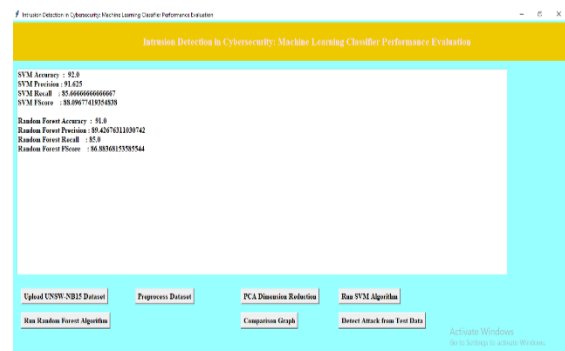 Intrusion Detection in Cybersecurity: Machine Learning Classifier Performance Evaluation
Intrusion Detection in Cybersecurity: Machine Learning Classifier Performance Evaluation
SVM Accuracy : 92.0
SVM Precision : 91.625
SVM Recall : 85.66666666666667
SVM FScore : 88.09677419354838
Random Forest Accuracy : 91.0
Random Forest Precision : 89.42676311030742
Random Forest Recall : 85.0
Random Forest FScore : 86.88368153585544
Upload UNSW-NB15 Dataset
Preprocess Dataset
PCA Dimension Reduction
Run SVM Algorithm
Run Random Forest Algorithm
Comparison Graph
Detect Attack from Test Data
Activate Windows
Go to Settings to activate Windows.